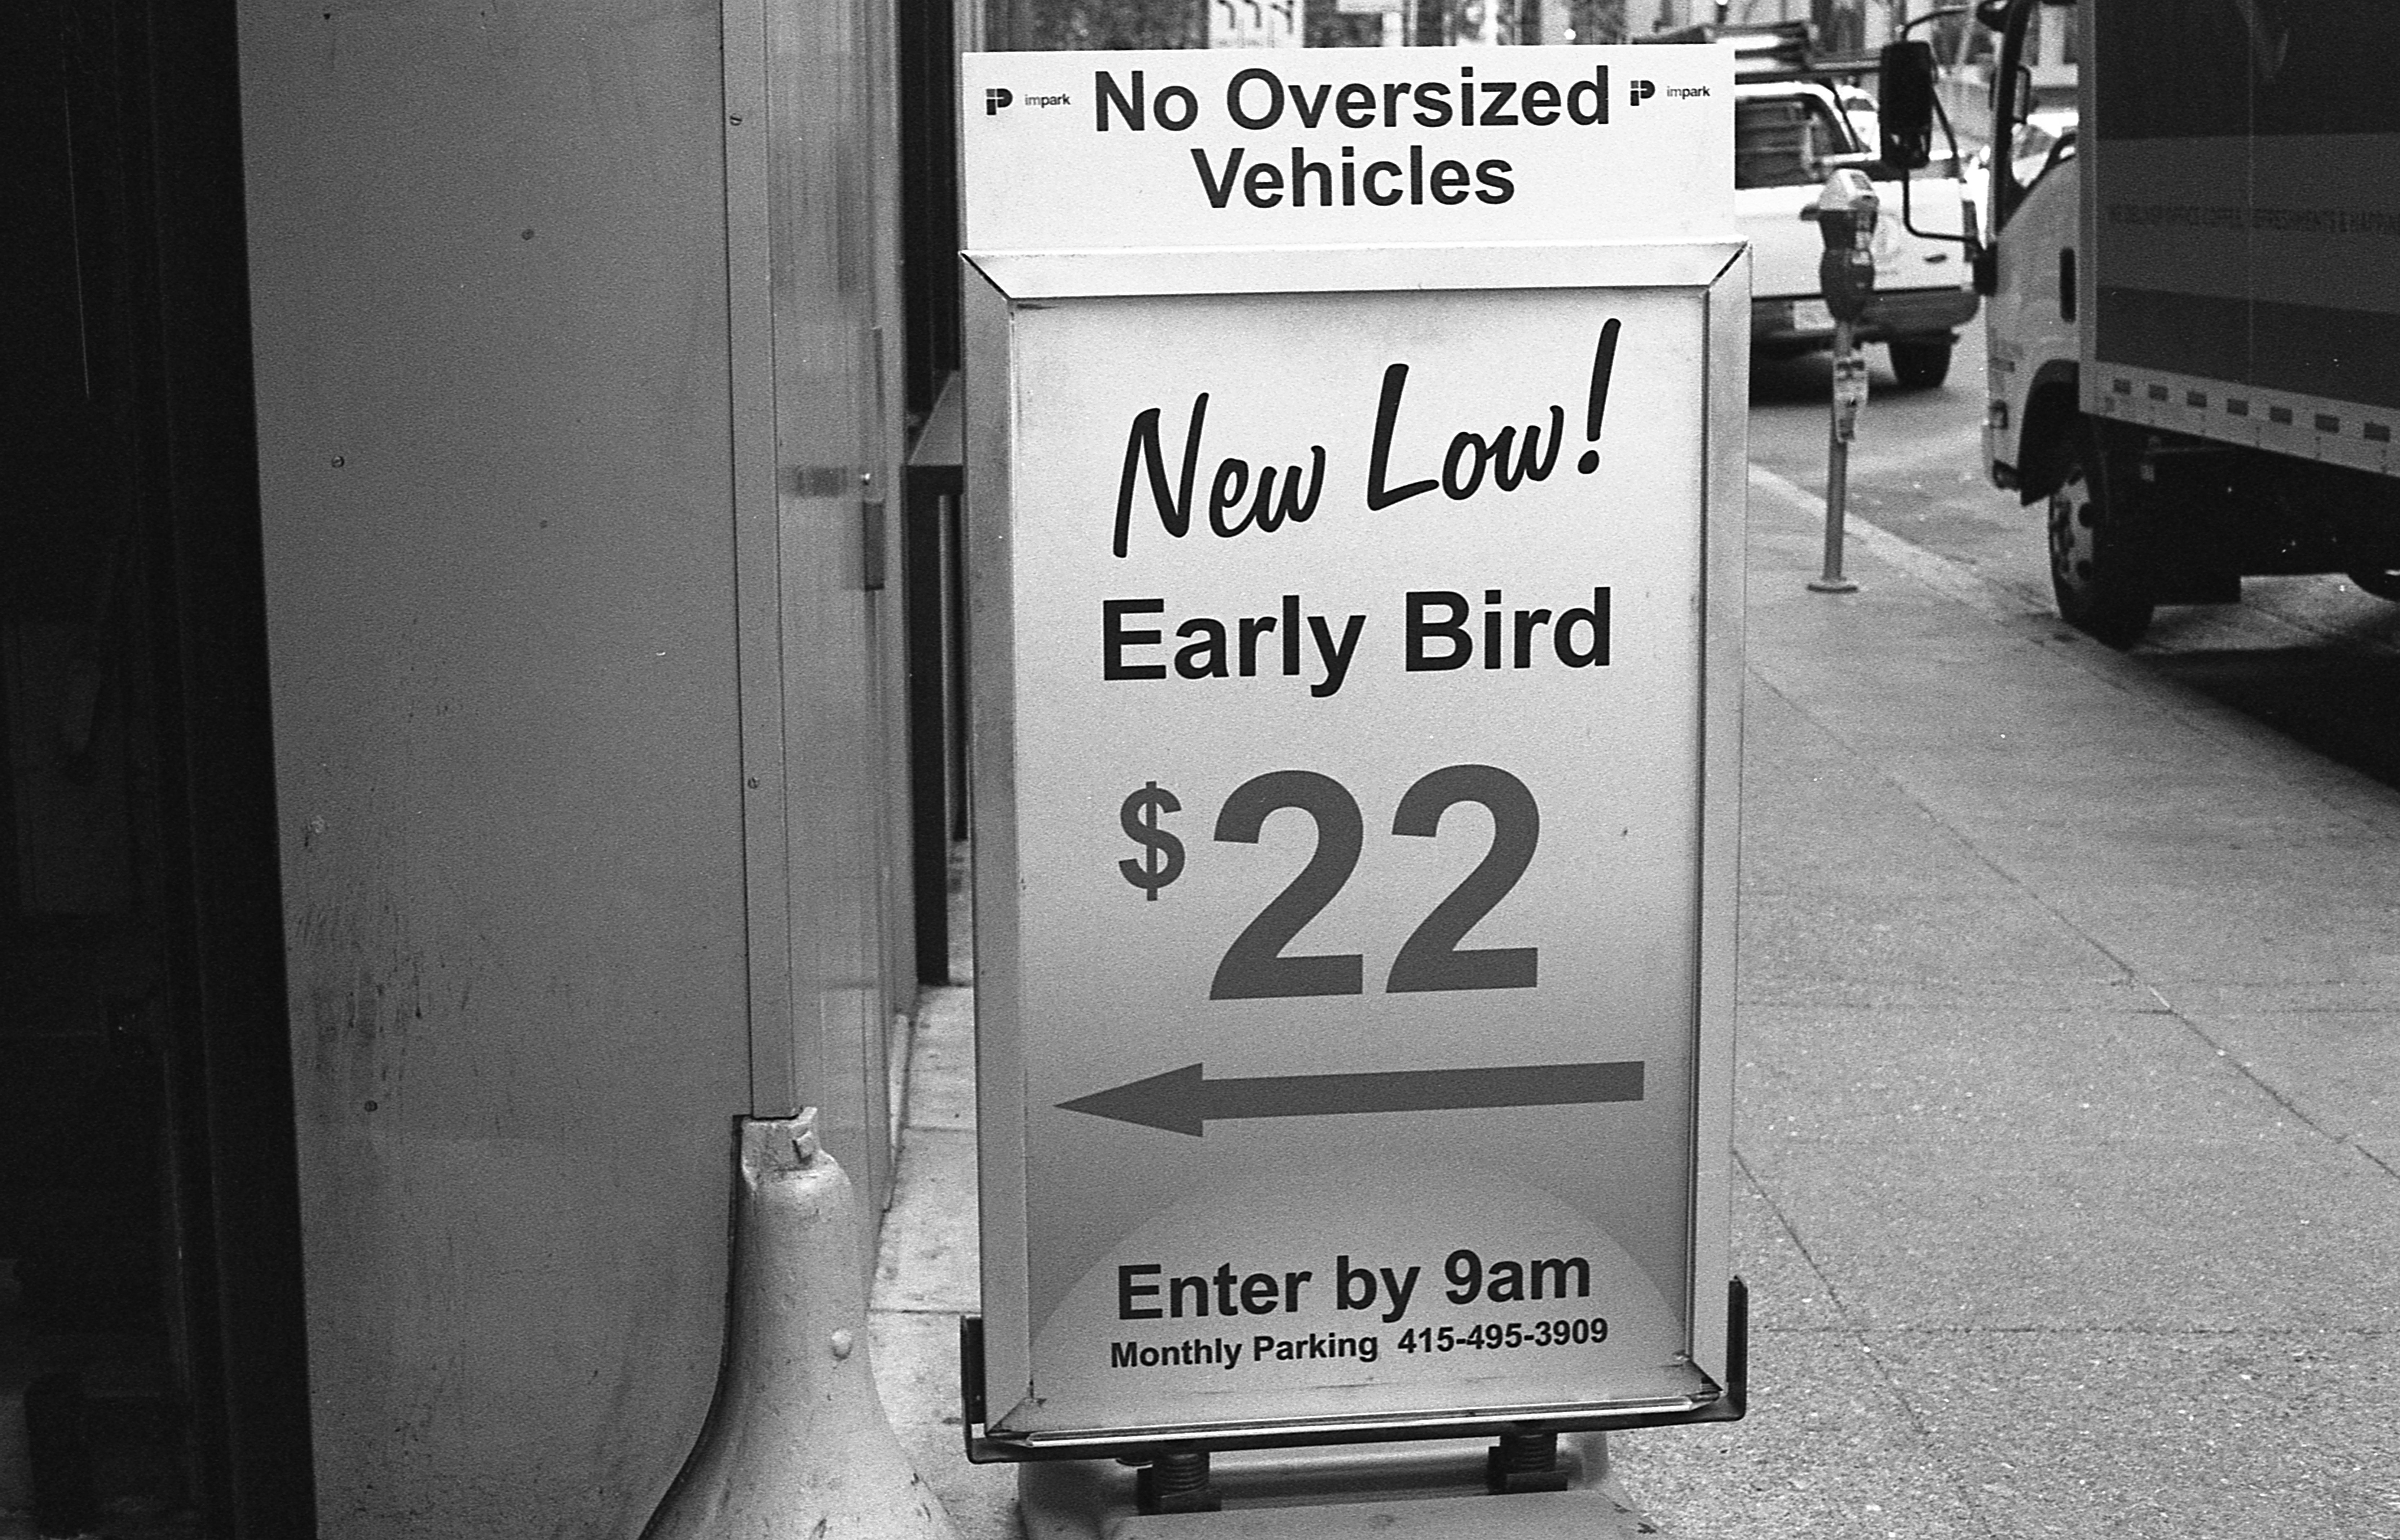 impark No Oversized impark
Vehicles
New Low!
Early Bird
$22
Enter by 9am
Monthly Parking 415-495-3909